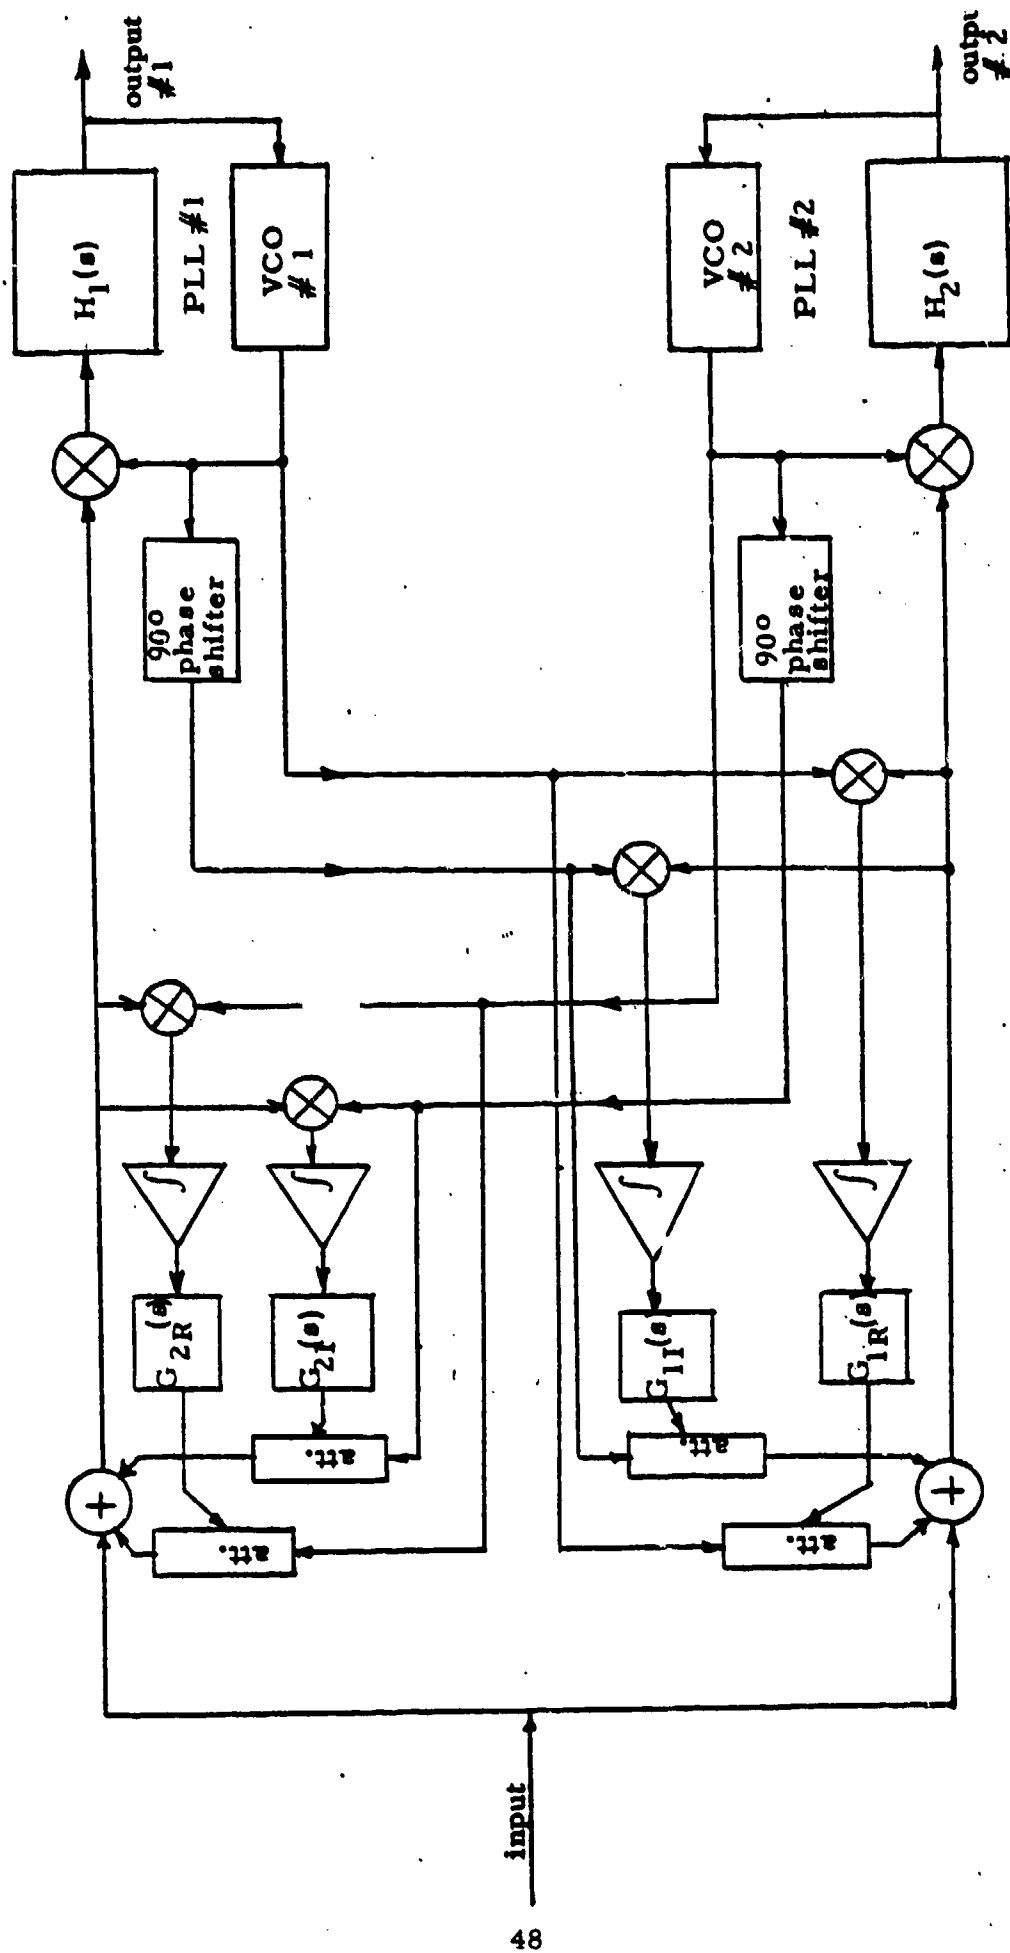 output
#1
H1(s)
PLL #1
VCO
# 1
90°
phase
shifter
G2R(s)
G2I(s)
att.
att.
input
VCO
# 2
PLL #2
H2(s)
90°
phase
shifter
G1I(s)
G1R(s)
att.
att.
outpu
# 2
48